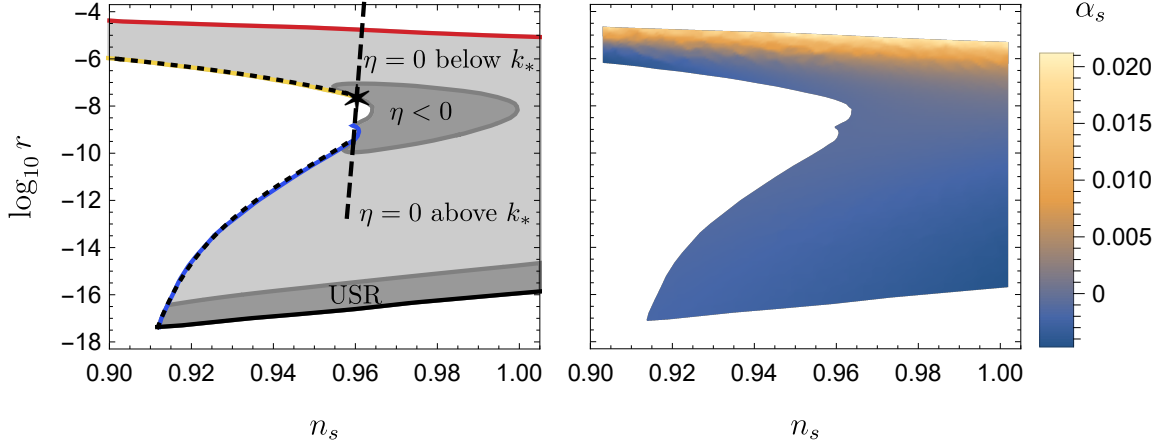 −4
−6
−8
−10
−12
−14
−16
−18
log₁₀ r
η = 0 below k∗
η < 0
η = 0 above k∗
USR
0.90 0.92 0.94 0.96 0.98 1.00
nₛ
0.90 0.92 0.94 0.96 0.98 1.00
nₛ
αₛ
0.020
0.015
0.010
0.005
0